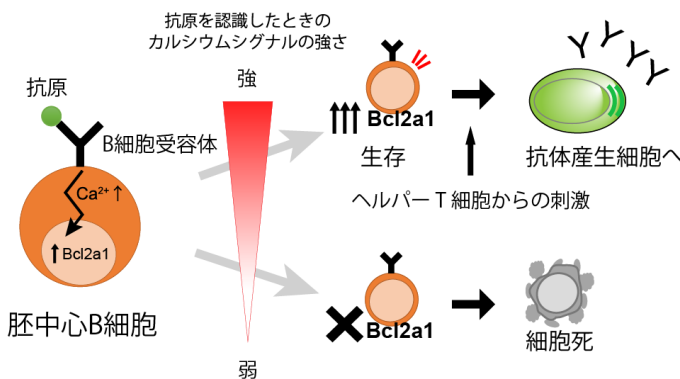 抗原を認識したときの
カルシウムシグナルの強さ
抗原
B細胞受容体
Ca²⁺↑
↑Bcl2a1
胚中心B細胞
強
弱
↑↑↑Bcl2a1
生存
抗体産生細胞へ
ヘルパーT細胞からの刺激
Bcl2a1
細胞死